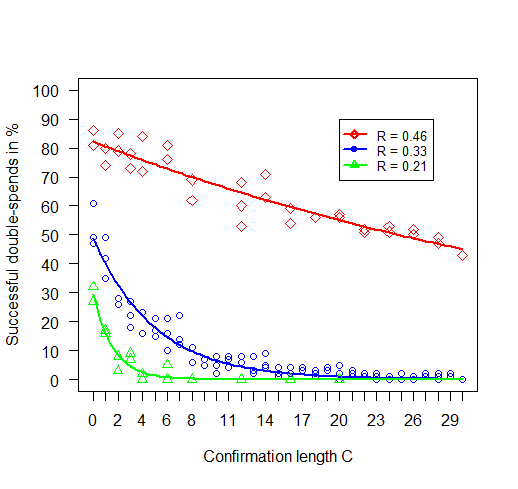 Successful double-spends in %
100
90
80
70
60
50
40
30
20
10
0
R = 0.46
R = 0.33
R = 0.21
0 2 4 6 8 11 14 17 20 23 26 29
Confirmation length C